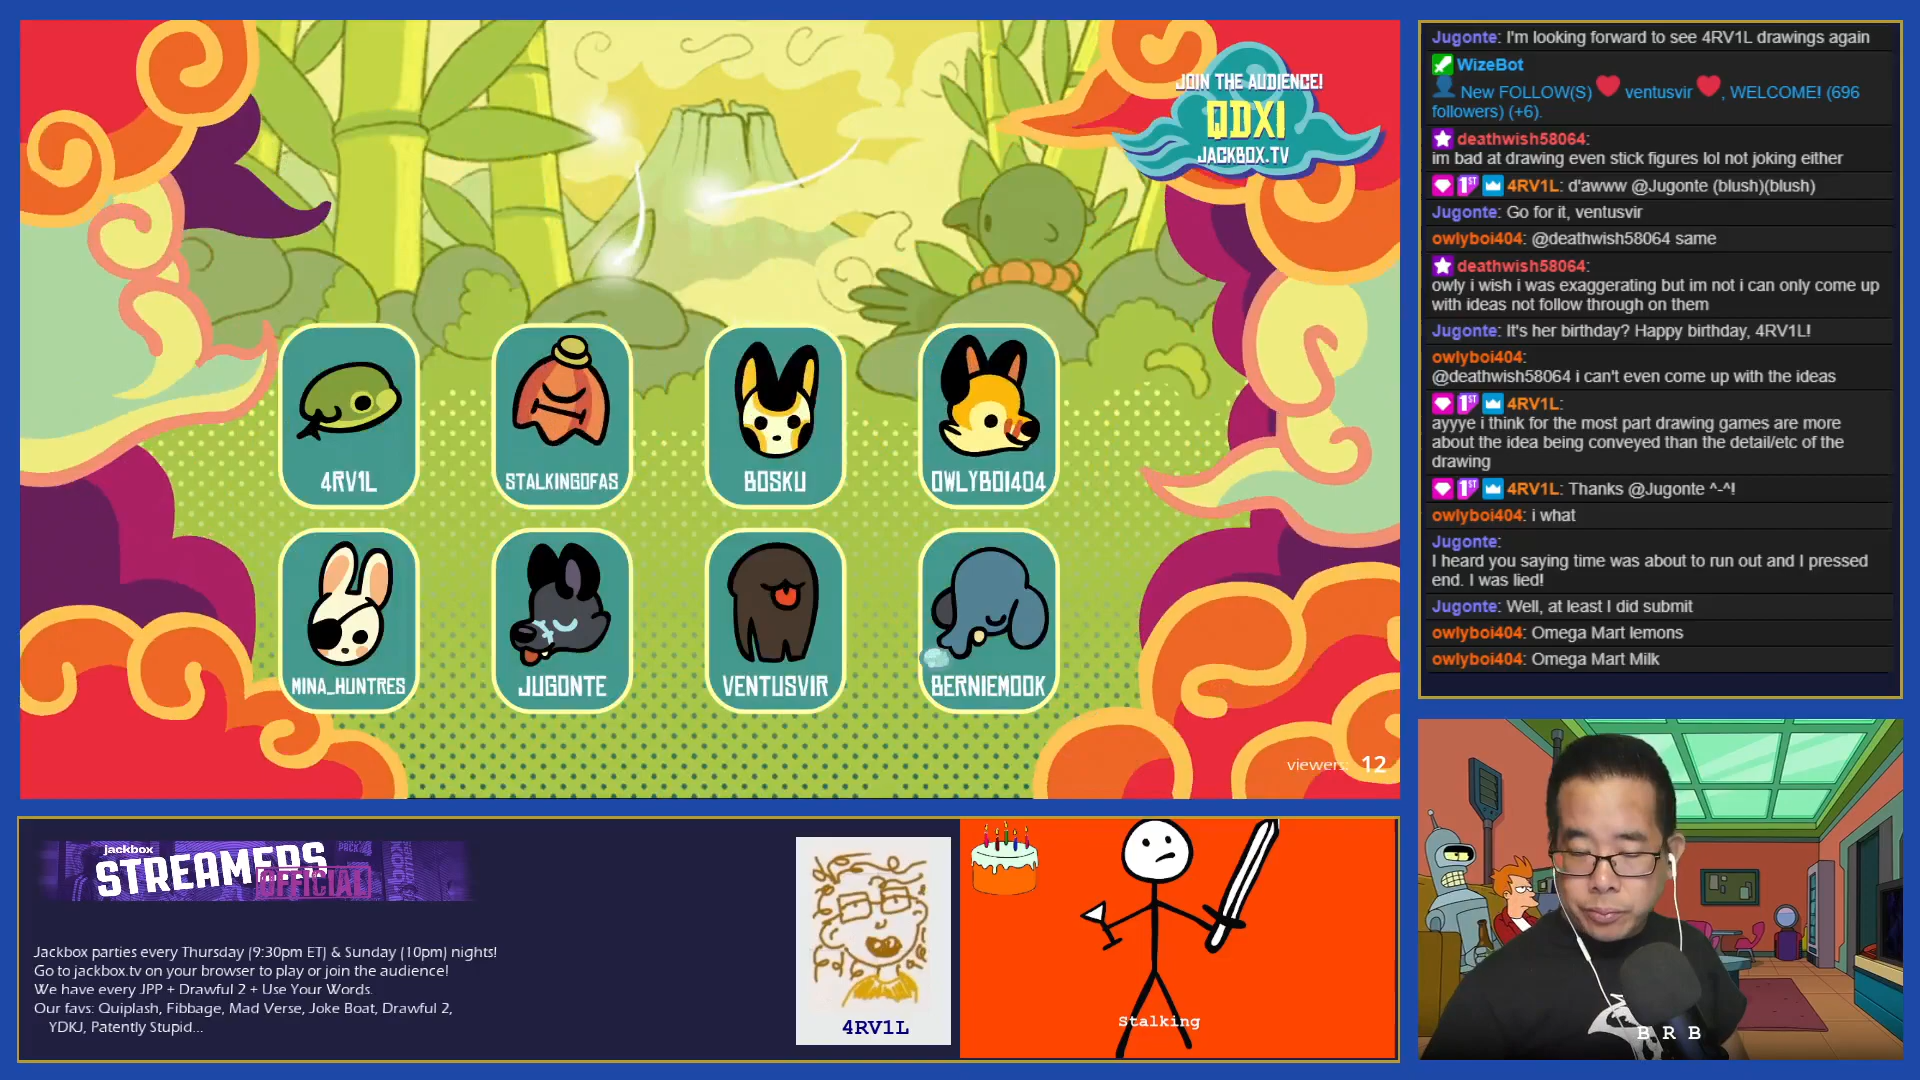 JOIN THE AUDIENCE!
QDXI
JACKBOX.TV
4RV1L
STALKINGOFAS
BOSKU
OWLYBOI404
MINA_HUNTRES
JUGONTE
VENTUSVIR
BERNIEMOOK
viewers: 12
Jugonte: I'm looking forward to see 4RV1L drawings again
WizeBot
New FOLLOW(S) ventusvir , WELCOME! (696
followers) (+6).
deathwish58064:
im bad at drawing even stick figures lol not joking either
1ST 4RV1L: d'awww @Jugonte (blush)(blush)
Jugonte: Go for it, ventusvir
owlyboi404: @deathwish58064 same
deathwish58064:
owly i wish i was exaggerating but im not i can only come up
with ideas not follow through on them
Jugonte: It's her birthday? Happy birthday, 4RV1L!
owlyboi404:
@deathwish58064 i can't even come up with the ideas
1ST 4RV1L:
ayyye i think for the most part drawing games are more
about the idea being conveyed than the detail/etc of the
drawing
1ST 4RV1L: Thanks @Jugonte ^-^!
owlyboi404: i what
Jugonte:
I heard you saying time was about to run out and I pressed
end. I was lied!
Jugonte: Well, at least I did submit
owlyboi404: Omega Mart lemons
owlyboi404: Omega Mart Milk
jackbox
STREAMERS
OFFICIAL
Jackbox parties every Thursday (9:30pm ET) & Sunday (10pm) nights!
Go to jackbox.tv on your browser to play or join the audience!
We have every JPP + Drawful 2 + Use Your Words.
Our favs: Quiplash, Fibbage, Mad Verse, Joke Boat, Drawful 2,
YDKJ, Patently Stupid...
4RV1L
Stalking
B R B